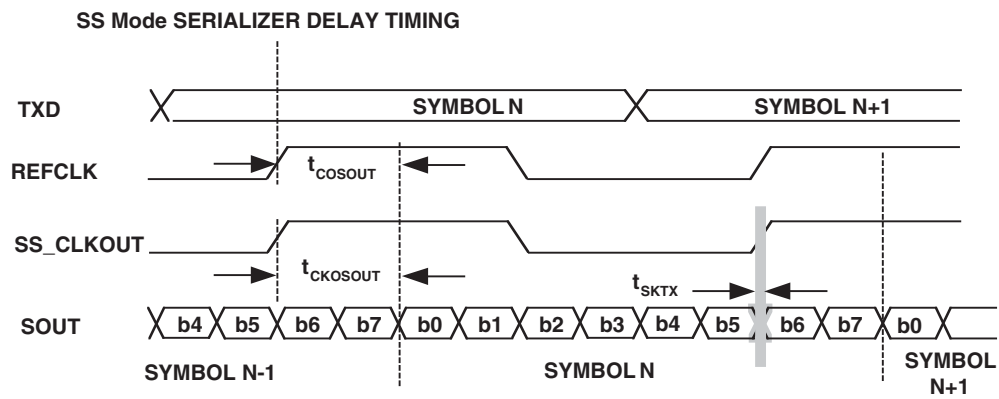 SS Mode SERIALIZER DELAY TIMING
TXD SYMBOL N SYMBOL N+1
REFCLK tCOSOUT
SS_CLKOUT tCKOSOUT tSKTX
SOUT b4 b5 b6 b7 b0 b1 b2 b3 b4 b5 b6 b7 b0
SYMBOL N-1 SYMBOL N SYMBOL
N+1